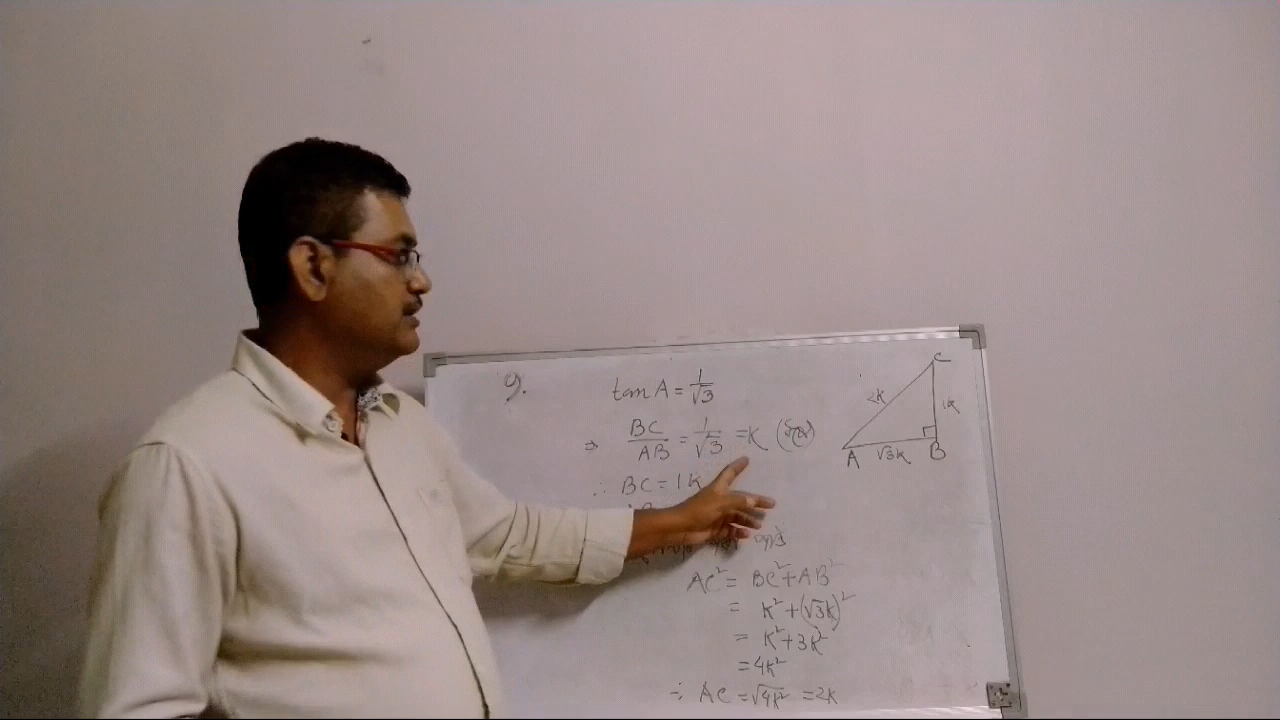 9. tan A = 1/√3
⇒ BC/AB = 1/√3 = K
∴ BC = 1K
AC² = BC² + AB²
= K² + (√3K)²
= K² + 3K²
= 4K²
∴ AC = √4K² = 2K
C
2K
1K
A
√3K
B